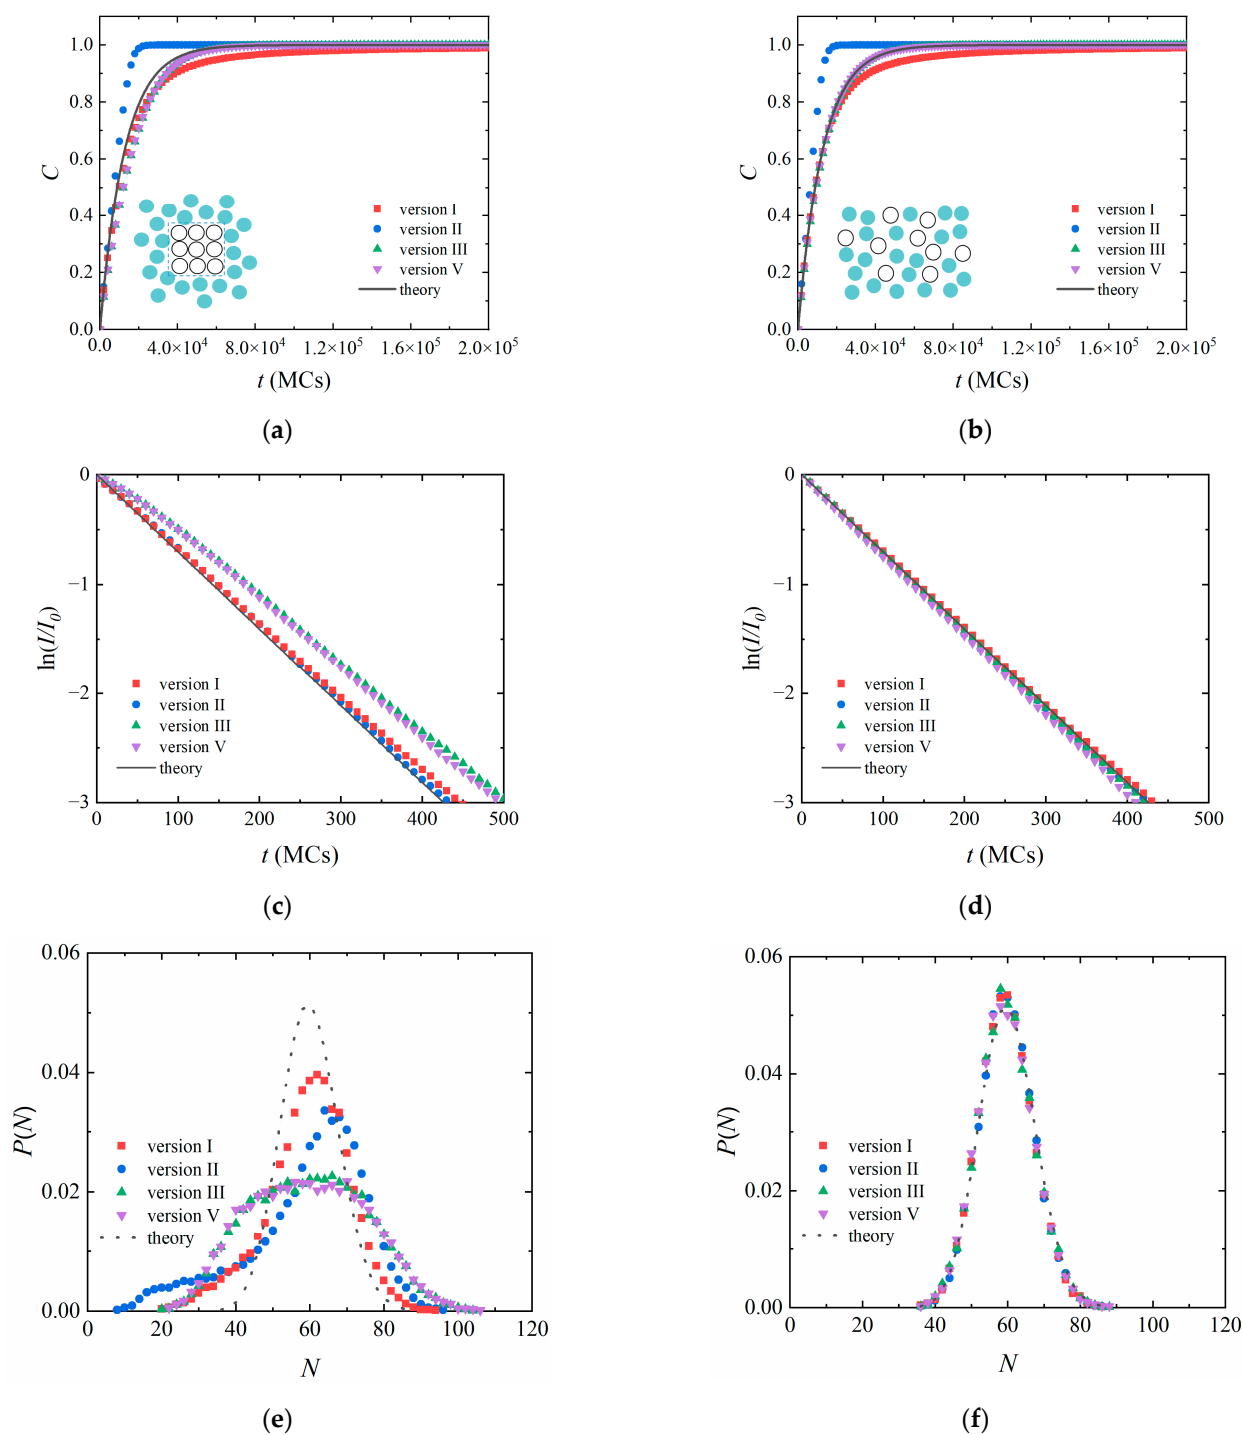 1.0
0.8
0.6
0.4
0.2
0.0
C
version I
version II
version III
version V
theory
0.0 4.0×10⁴ 8.0×10⁴ 1.2×10⁵ 1.6×10⁵ 2.0×10⁵
t (MCs)
(a)
1.0
0.8
0.6
0.4
0.2
0.0
C
version I
version II
version III
version V
theory
0.0 4.0×10⁴ 8.0×10⁴ 1.2×10⁵ 1.6×10⁵ 2.0×10⁵
t (MCs)
(b)
0
−1
−2
−3
ln(I/I₀)
version I
version II
version III
version V
theory
0 100 200 300 400 500
t (MCs)
(c)
0
−1
−2
−3
ln(I/I₀)
version I
version II
version III
version V
theory
0 100 200 300 400 500
t (MCs)
(d)
0.06
0.04
0.02
0.00
P(N)
version I
version II
version III
version V
theory
0 20 40 60 80 100 120
N
(e)
0.06
0.04
0.02
0.00
P(N)
version I
version II
version III
version V
theory
0 20 40 60 80 100 120
N
(f)